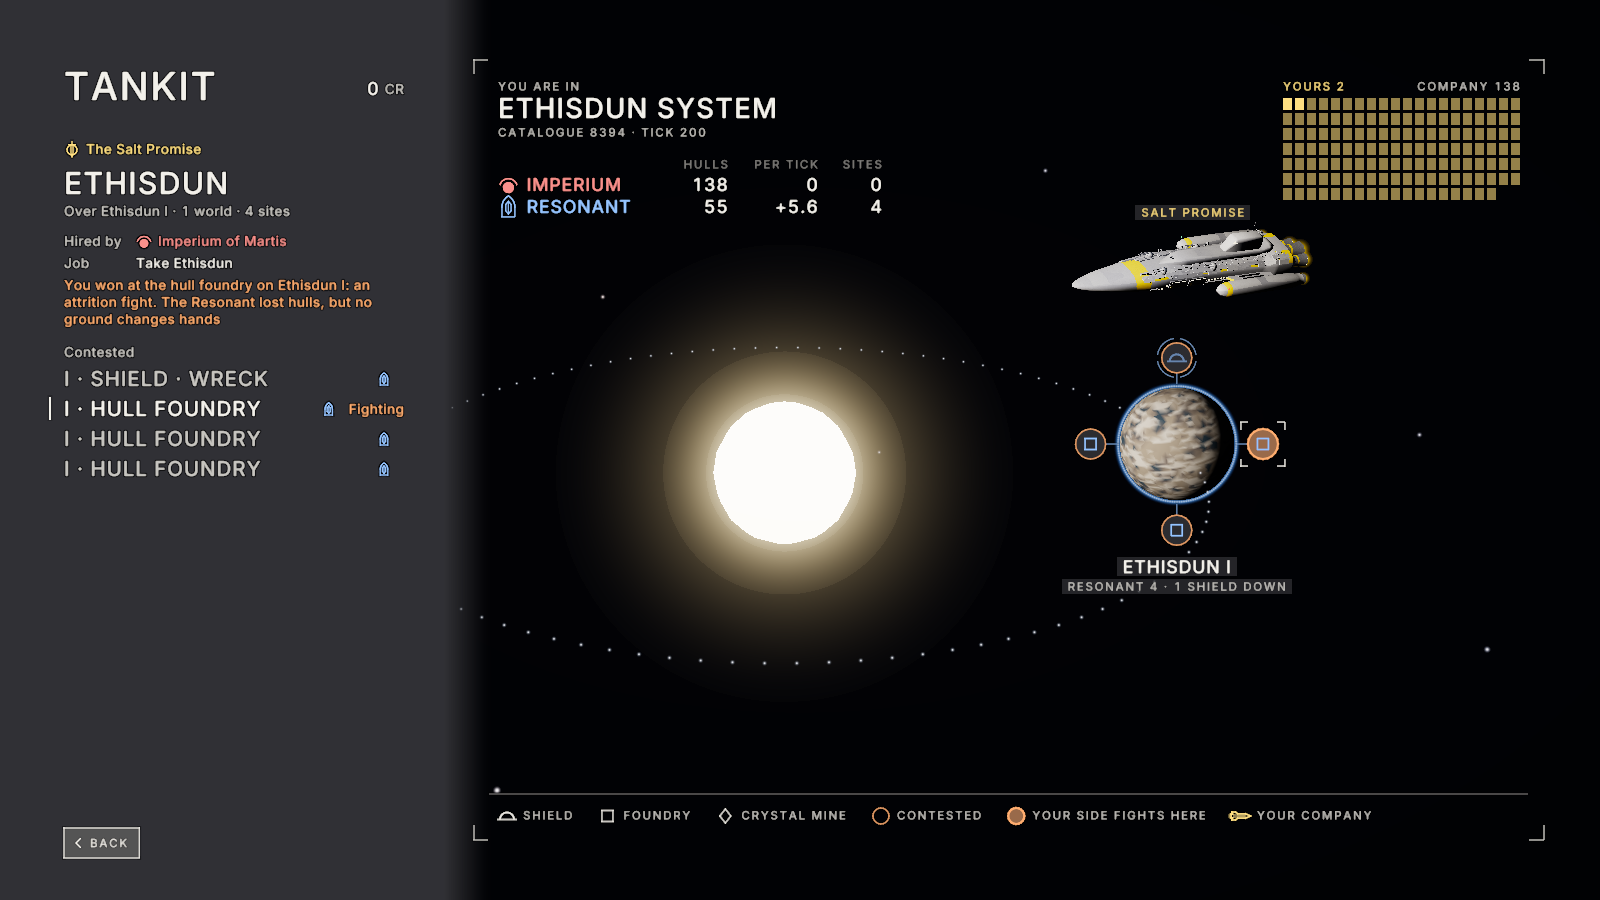 TANKIT
0 CR
The Salt Promise
ETHISDUN
Over Ethisdun I · 1 world · 4 sites
Hired by Imperium of Martis
Job Take Ethisdun
You won at the hull foundry on Ethisdun I: an
attrition fight. The Resonant lost hulls, but no
ground changes hands
Contested
I · SHIELD · WRECK
I · HULL FOUNDRY Fighting
I · HULL FOUNDRY
I · HULL FOUNDRY
BACK
YOU ARE IN
ETHISDUN SYSTEM
CATALOGUE 8394 · TICK 200
HULLS PER TICK SITES
IMPERIUM 138 0 0
RESONANT 55 +5.6 4
YOURS 2 COMPANY 138
SALT PROMISE
ETHISDUN I
RESONANT 4 · 1 SHIELD DOWN
SHIELD FOUNDRY CRYSTAL MINE CONTESTED YOUR SIDE FIGHTS HERE YOUR COMPANY